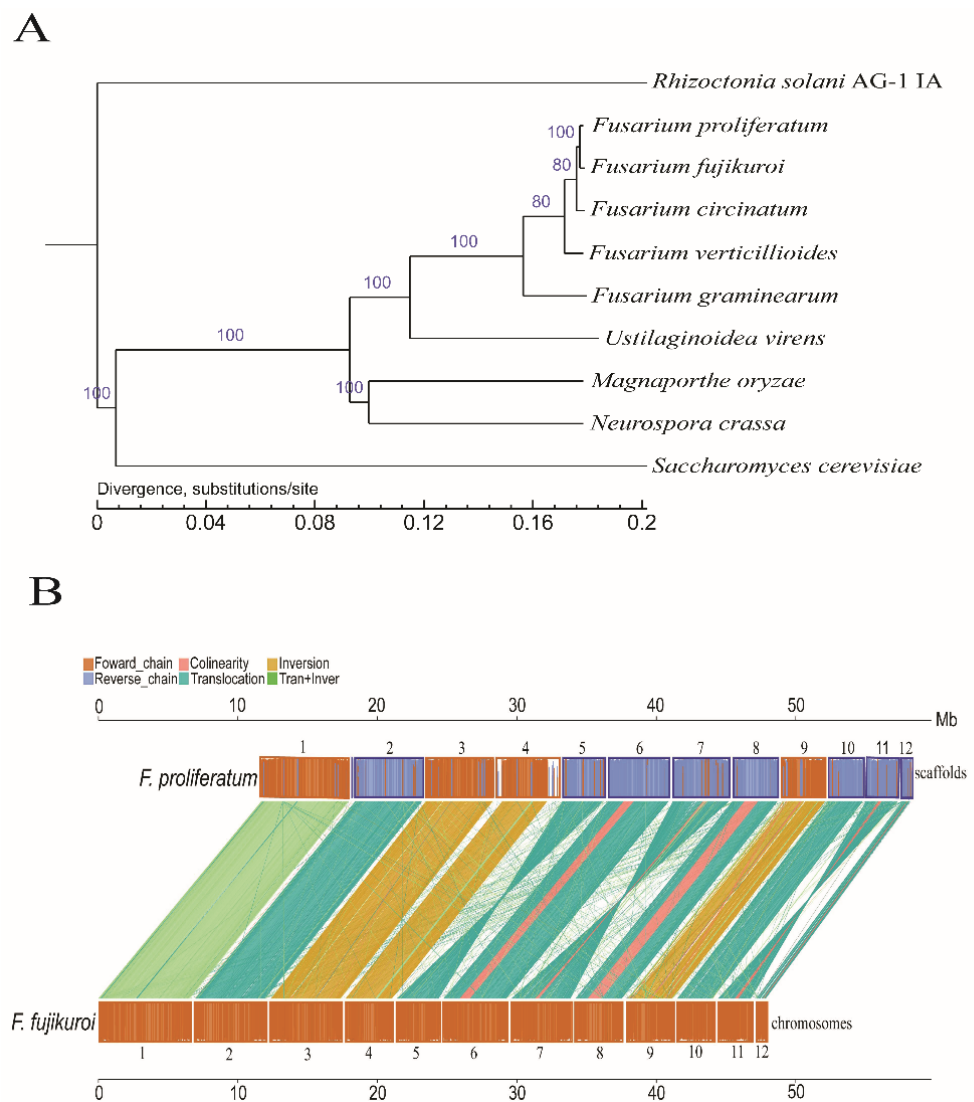 A
Rhizoctonia solani AG-1 IA
100
Fusarium proliferatum
80
Fusarium fujikuroi
80
Fusarium circinatum
100
Fusarium verticillioides
100
Fusarium graminearum
100
Ustilaginoidea virens
100
Magnaporthe oryzae
100
Neurospora crassa
Saccharomyces cerevisiae
Divergence, substitutions/site
0 0.04 0.08 0.12 0.16 0.2
B
Foward_chain Colinearity Inversion
Reverse_chain Translocation Tran+Inver
0 10 20 30 40 50 Mb
1 2 3 4 5 6 7 8 9 10 11 12
F. proliferatum scaffolds
F. fujikuroi chromosomes
1 2 3 4 5 6 7 8 9 10 11 12
0 10 20 30 40 50